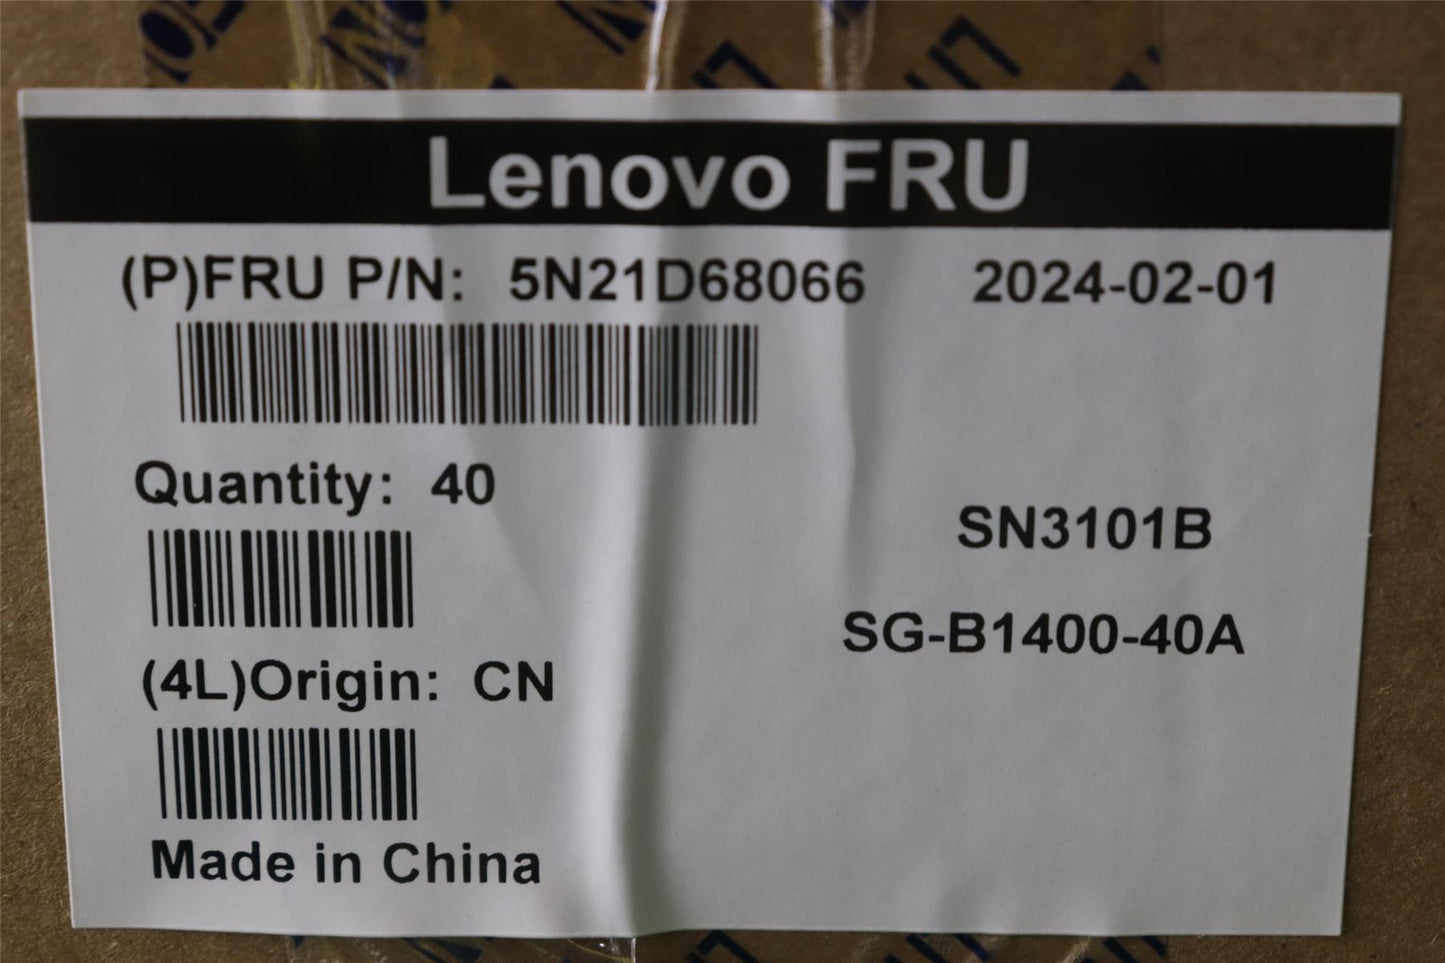 Lenovo FRU
(P)FRU P/N: 5N21D68066 2024-02-01
Quantity: 40
SN3101B
SG-B1400-40A
(4L)Origin: CN
Made in China